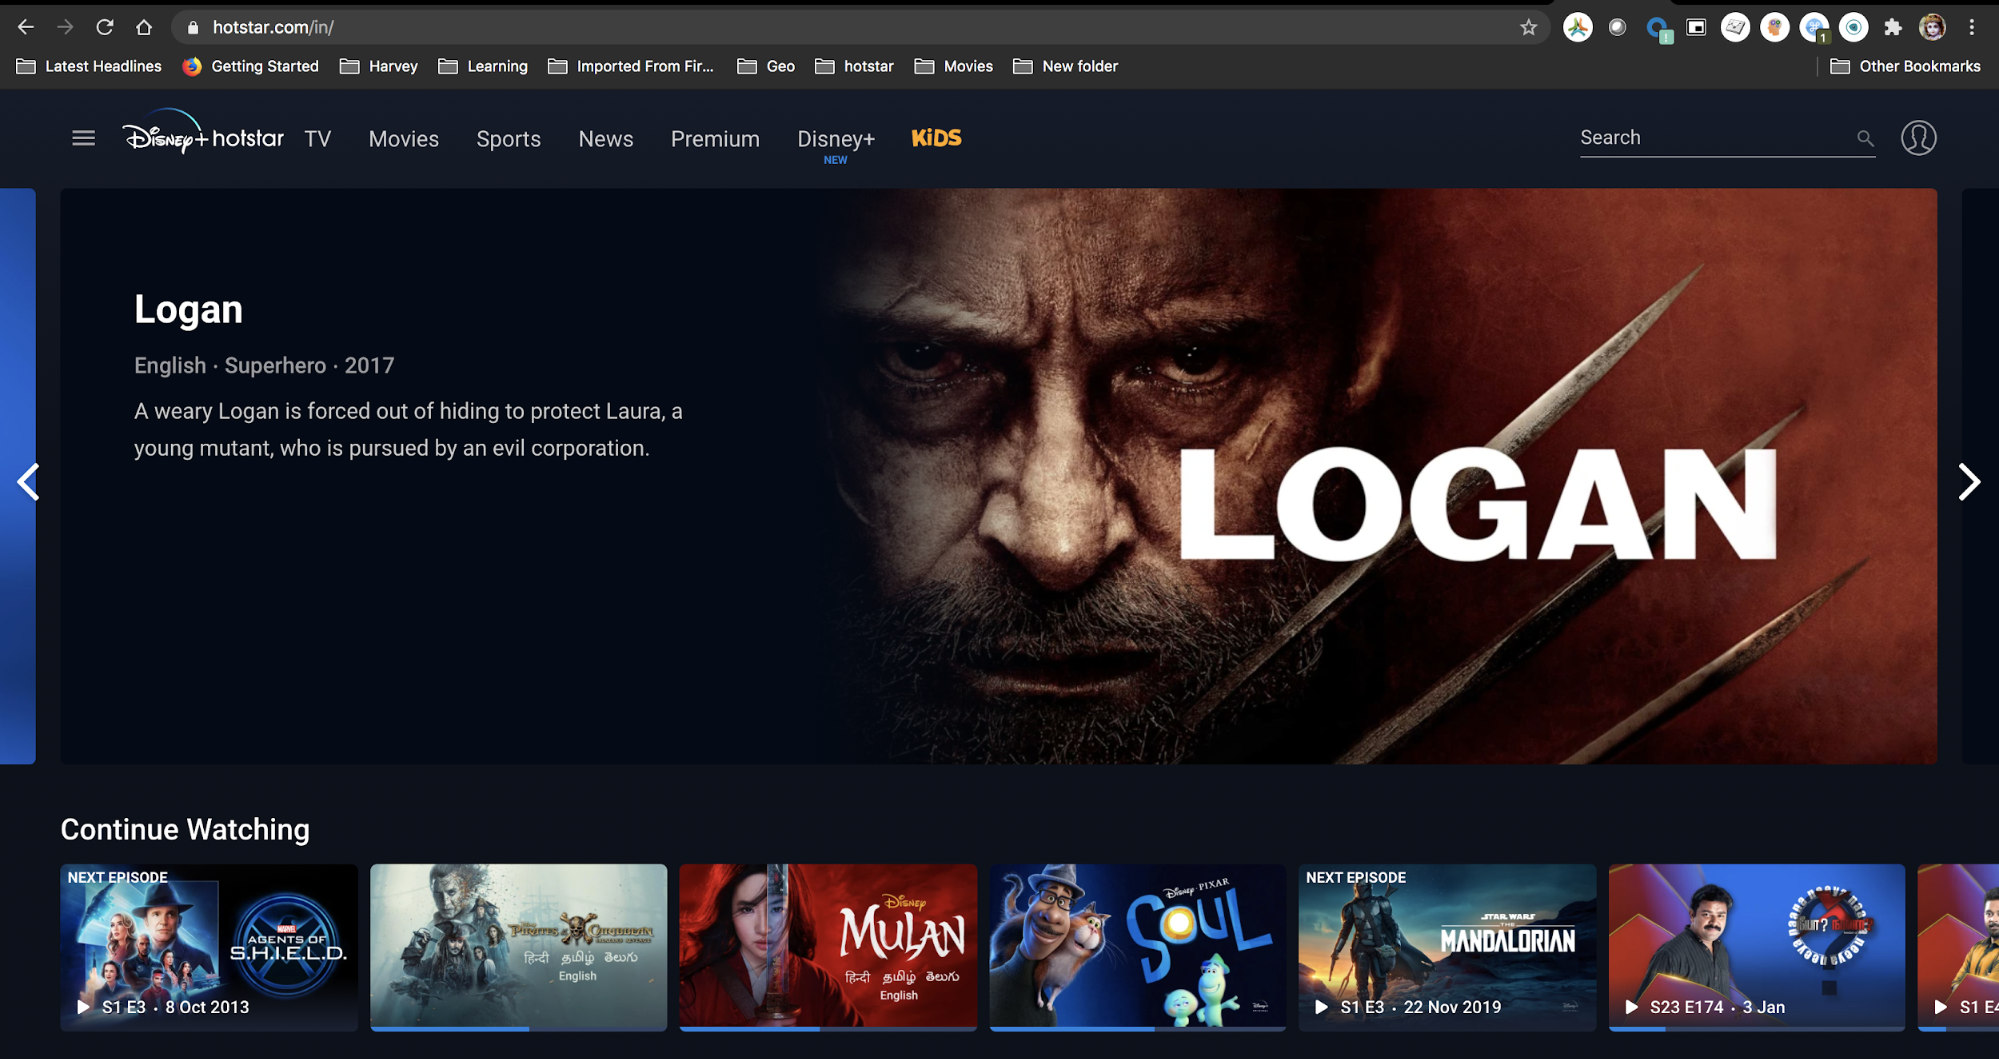 hotstar.com/in/
1
Latest Headlines
Getting Started
Harvey
Learning
Imported From Fir...
Geo
hotstar
Movies
New folder
Other Bookmarks
Disney+ hotstar
TV
Movies
Sports
News
Premium
Disney+
NEW
KiDS
Search
Logan
English · Superhero · 2017
A weary Logan is forced out of hiding to protect Laura, a
young mutant, who is pursued by an evil corporation.
LOGAN
Continue Watching
NEXT EPISODE
MARVEL
AGENTS OF
S.H.I.E.L.D.
S1 E3 · 8 Oct 2013
PIRATES of the CARIBBEAN
हिन्दी தமிழ் తెలుగు
English
DISNEY
MULAN
हिन्दी தமிழ் తెలుగు
English
DISNEY · PIXAR
SOUL
NEXT EPISODE
STAR WARS
THE
MANDALORIAN
S1 E3 · 22 Nov 2019
neeya naana
S23 E174 · 3 Jan
S1 E4